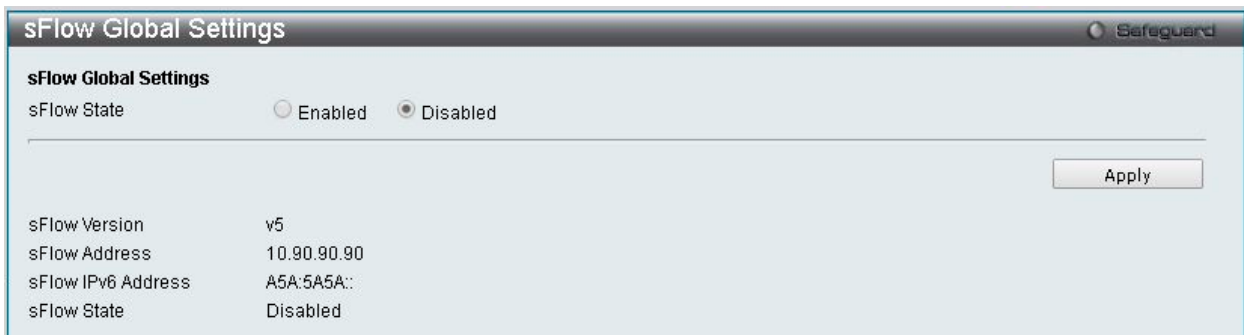 sFlow Global Settings
Safeguard
sFlow Global Settings
sFlow State Enabled Disabled
Apply
sFlow Version v5
sFlow Address 10.90.90.90
sFlow IPv6 Address A5A:5A5A::
sFlow State Disabled